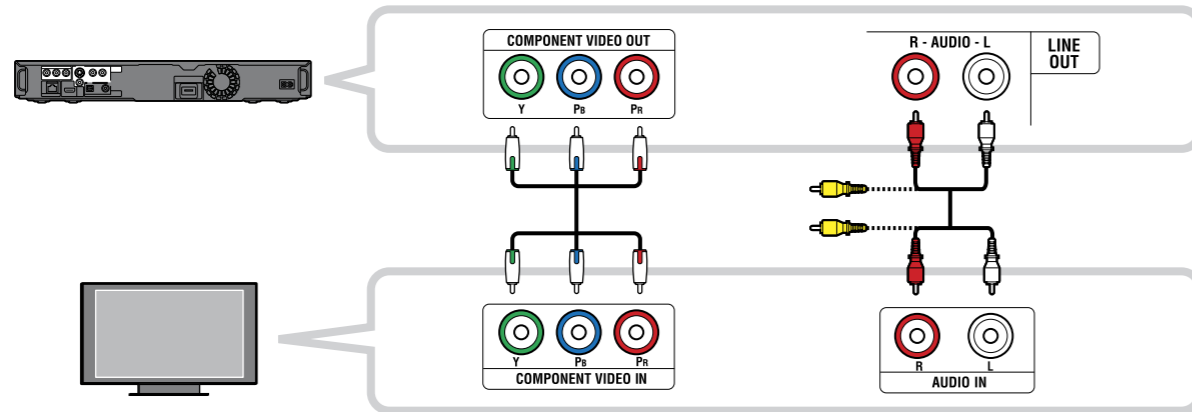 COMPONENT VIDEO OUT
Y PB PR
R - AUDIO - L
LINE
OUT
Y PB PR
COMPONENT VIDEO IN
R L
AUDIO IN